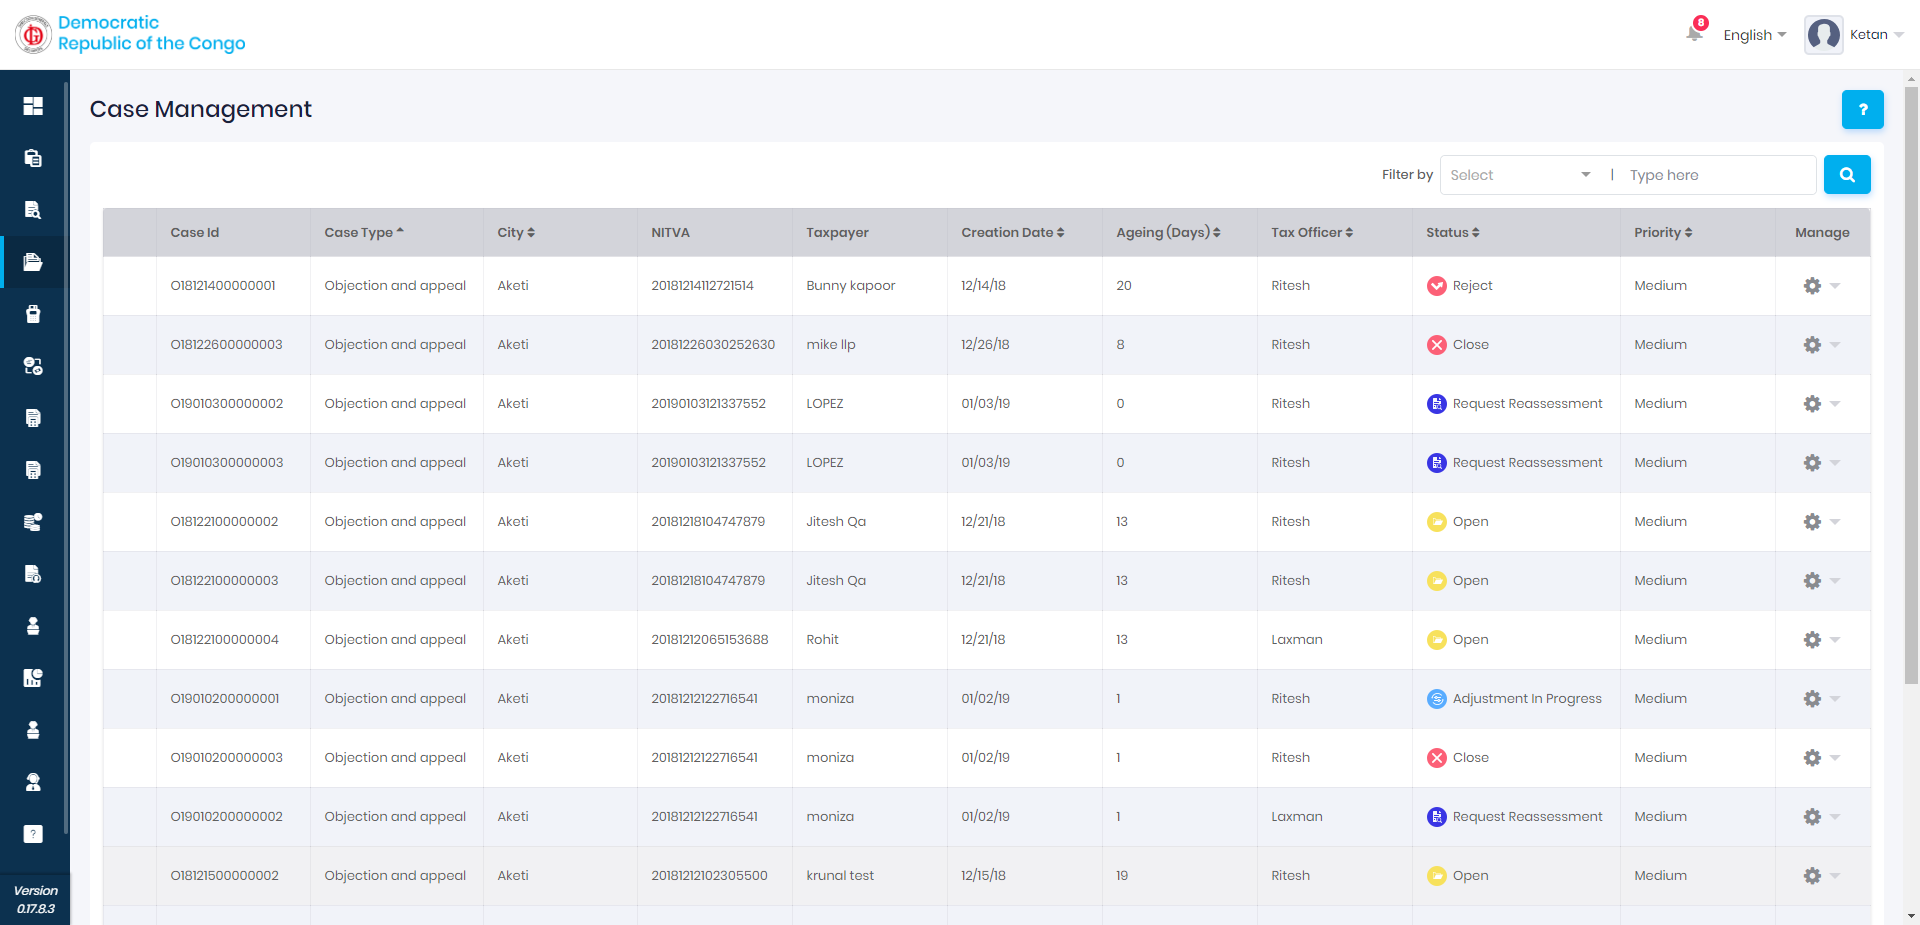 Democratic
Republic of the Congo
8
English
Ketan
Case Management
?
Filter by Select | Type here
Case Id Case Type City NITVA Taxpayer Creation Date Ageing (Days) Tax Officer Status Priority Manage
O18121400000001 Objection and appeal Aketi 20181214112721514 Bunny kapoor 12/14/18 20 Ritesh Reject Medium
O18122600000003 Objection and appeal Aketi 20181226030252630 mike llp 12/26/18 8 Ritesh Close Medium
O19010300000002 Objection and appeal Aketi 20190103121337552 LOPEZ 01/03/19 0 Ritesh Request Reassessment Medium
O19010300000003 Objection and appeal Aketi 20190103121337552 LOPEZ 01/03/19 0 Ritesh Request Reassessment Medium
O18122100000002 Objection and appeal Aketi 20181218104747879 Jitesh Qa 12/21/18 13 Ritesh Open Medium
O18122100000003 Objection and appeal Aketi 20181218104747879 Jitesh Qa 12/21/18 13 Ritesh Open Medium
O18122100000004 Objection and appeal Aketi 20181212065153688 Rohit 12/21/18 13 Laxman Open Medium
O19010200000001 Objection and appeal Aketi 20181212122716541 moniza 01/02/19 1 Ritesh Adjustment In Progress Medium
O19010200000003 Objection and appeal Aketi 20181212122716541 moniza 01/02/19 1 Ritesh Close Medium
O19010200000002 Objection and appeal Aketi 20181212122716541 moniza 01/02/19 1 Laxman Request Reassessment Medium
O18121500000002 Objection and appeal Aketi 20181212102305500 krunal test 12/15/18 19 Ritesh Open Medium
?
Version
0.17.8.3